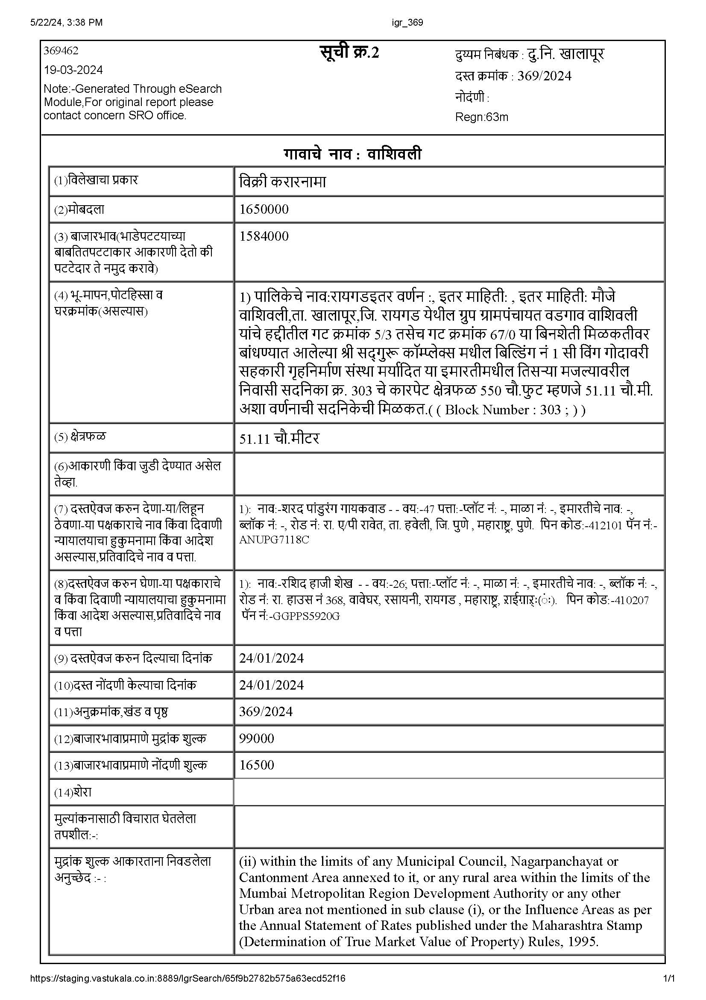 5/22/24, 3:38 PM
igr_369
369462
19-03-2024
Note:-Generated Through eSearch
Module,For original report please
contact concern SRO office.
सूची क्र.2
दुय्यम निबंधक : दु.नि. खालापूर
दस्त क्रमांक : 369/2024
नोदंणी :
Regn:63m
गावाचे नाव : वाशिवली
(1)विलेखाचा प्रकार
विक्री करारनामा
(2)मोबदला
1650000
(3) बाजारभाव(भाडेपटटयाच्या
बाबतितपटटाकार आकारणी देतो की
पटटेदार ते नमुद करावे)
1584000
(4) भू-मापन,पोटहिस्सा व
घरक्रमांक(असल्यास)
1) पालिकेचे नाव:रायगडइतर वर्णन :, इतर माहिती: , इतर माहिती: मौजे
वाशिवली,ता. खालापूर,जि. रायगड येथील ग्रुप ग्रामपंचायत वडगाव वाशिवली
यांचे हद्दीतील गट क्रमांक 5/3 तसेच गट क्रमांक 67/0 या बिनशेती मिळकतीवर
बांधण्यात आलेल्या श्री सद्‌गुरू कॉम्प्लेक्स मधील बिल्डिंग नं 1 सी विंग गोदावरी
सहकारी गृहनिर्माण संस्था मर्यादित या इमारतीमधील तिसऱ्या मजल्यावरील
निवासी सदनिका क्र. 303 चे कारपेट क्षेत्रफळ 550 चौ.फुट म्हणजे 51.11 चौ.मी.
अशा वर्णनाची सदनिकेची मिळकत.( ( Block Number : 303 ; ) )
(5) क्षेत्रफळ
51.11 चौ.मीटर
(6)आकारणी किंवा जुडी देण्यात असेल
तेव्हा.
(7) दस्तऐवज करुन देणा-या/लिहून
ठेवणा-या पक्षकाराचे नाव किंवा दिवाणी
न्यायालयाचा हुकुमनामा किंवा आदेश
असल्यास,प्रतिवादिचे नाव व पत्ता.
1): नाव:-शरद पांडुरंग गायकवाड - - वय:-47 पत्ता:-प्लॉट नं: -, माळा नं: -, इमारतीचे नाव: -,
ब्लॉक नं: -, रोड नं: रा. ए/पी रावेत, ता. हवेली, जि. पुणे , महाराष्ट्र, पुणे. पिन कोड:-412101 पॅन नं:-
ANUPG7118C
(8)दस्तऐवज करुन घेणा-या पक्षकाराचे
व किंवा दिवाणी न्यायालयाचा हुकुमनामा
किंवा आदेश असल्यास,प्रतिवादिचे नाव
व पत्ता
1): नाव:-रशिद हाजी शेख - - वय:-26; पत्ता:-प्लॉट नं: -, माळा नं: -, इमारतीचे नाव: -, ब्लॉक नं: -,
रोड नं: रा. हाउस नं 368, वावेघर, रसायनी, रायगड , महाराष्ट्र, पिन कोड:-410207
पॅन नं:-GGPPS5920G
(9) दस्तऐवज करुन दिल्याचा दिनांक
24/01/2024
(10)दस्त नोंदणी केल्याचा दिनांक
24/01/2024
(11)अनुक्रमांक,खंड व पृष्ठ
369/2024
(12)बाजारभावाप्रमाणे मुद्रांक शुल्क
99000
(13)बाजारभावाप्रमाणे नोंदणी शुल्क
16500
(14)शेरा
मुल्यांकनासाठी विचारात घेतलेला
तपशील:-:
मुद्रांक शुल्क आकारताना निवडलेला
अनुच्छेद :- :
(ii) within the limits of any Municipal Council, Nagarpanchayat or
Cantonment Area annexed to it, or any rural area within the limits of the
Mumbai Metropolitan Region Development Authority or any other
Urban area not mentioned in sub clause (i), or the Influence Areas as per
the Annual Statement of Rates published under the Maharashtra Stamp
(Determination of True Market Value of Property) Rules, 1995.
https://staging.vastukala.co.in:8889/IgrSearch/65f9b2782b575a63ecd52f16
1/1